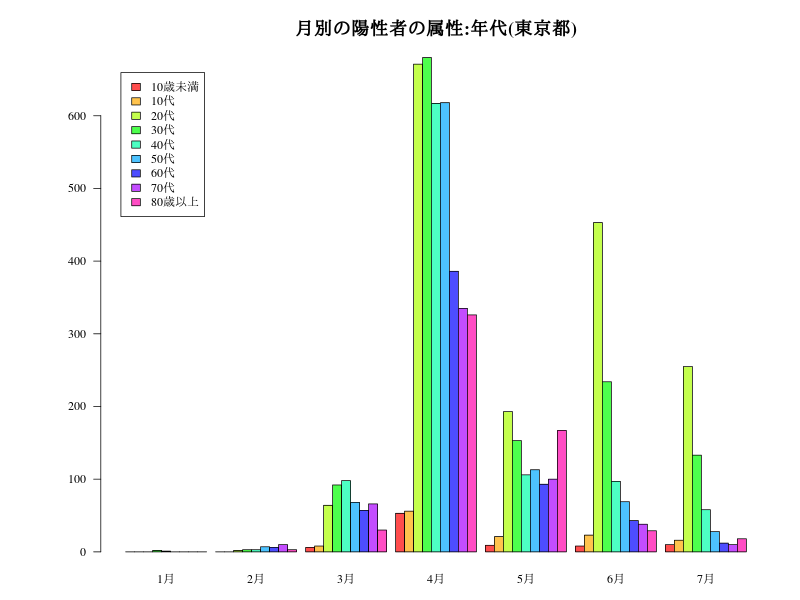 月別の陽性者の属性:年代(東京都)
10歳未満
10代
20代
30代
40代
50代
60代
70代
80歳以上
600
500
400
300
200
100
0
1月 2月 3月 4月 5月 6月 7月